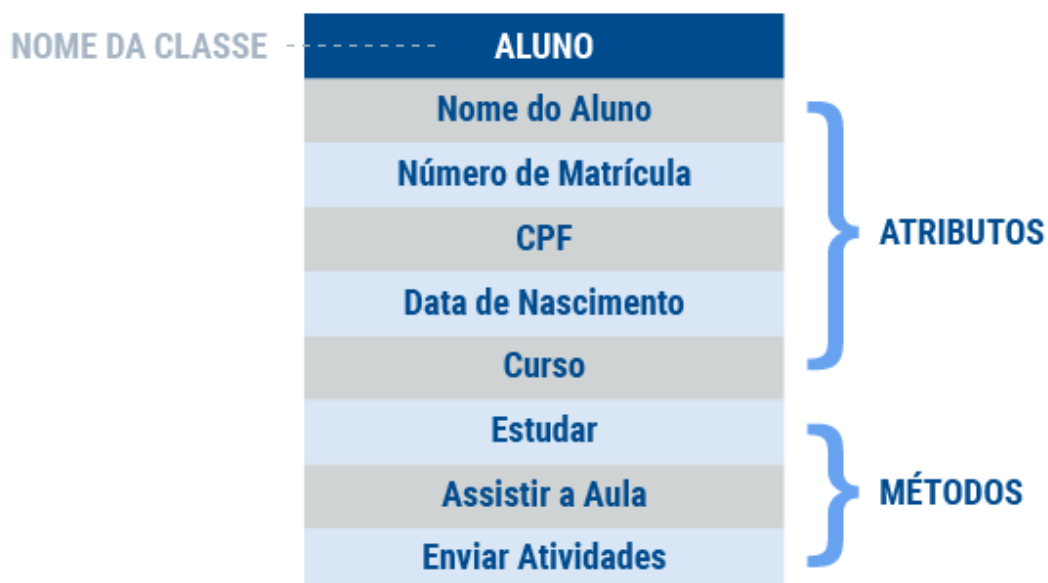 NOME DA CLASSE
ALUNO
Nome do Aluno
Número de Matrícula
CPF
Data de Nascimento
Curso
ATRIBUTOS
Estudar
Assistir a Aula
Enviar Atividades
MÉTODOS